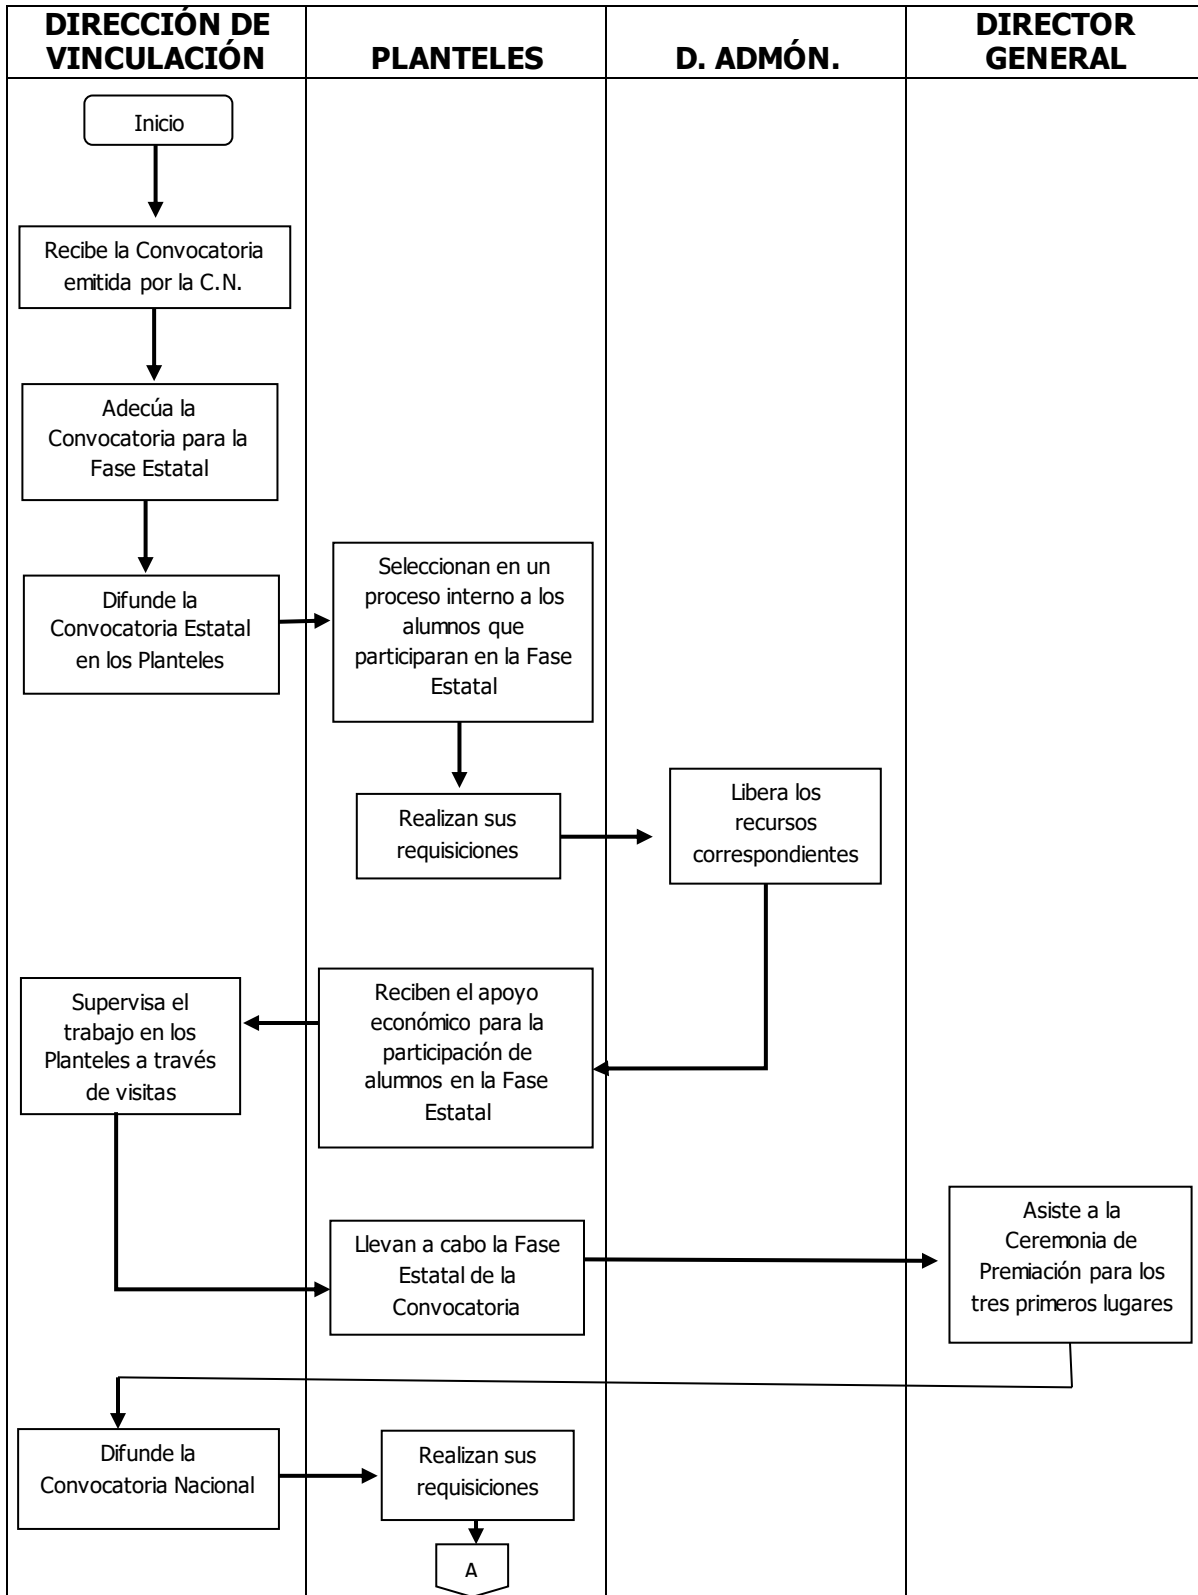 DIRECCIÓN DE
VINCULACIÓN
PLANTELES
D. ADMÓN.
DIRECTOR
GENERAL
Inicio
Recibe la Convocatoria
emitida por la C.N.
Adecúa la
Convocatoria para la
Fase Estatal
Difunde la
Convocatoria Estatal
en los Planteles
Seleccionan en un
proceso interno a los
alumnos que
participaran en la Fase
Estatal
Realizan sus
requisiciones
Libera los
recursos
correspondientes
Reciben el apoyo
económico para la
participación de
alumnos en la Fase
Estatal
Supervisa el
trabajo en los
Planteles a través
de visitas
Llevan a cabo la Fase
Estatal de la
Convocatoria
Asiste a la
Ceremonia de
Premiación para los
tres primeros lugares
Difunde la
Convocatoria Nacional
Realizan sus
requisiciones
A